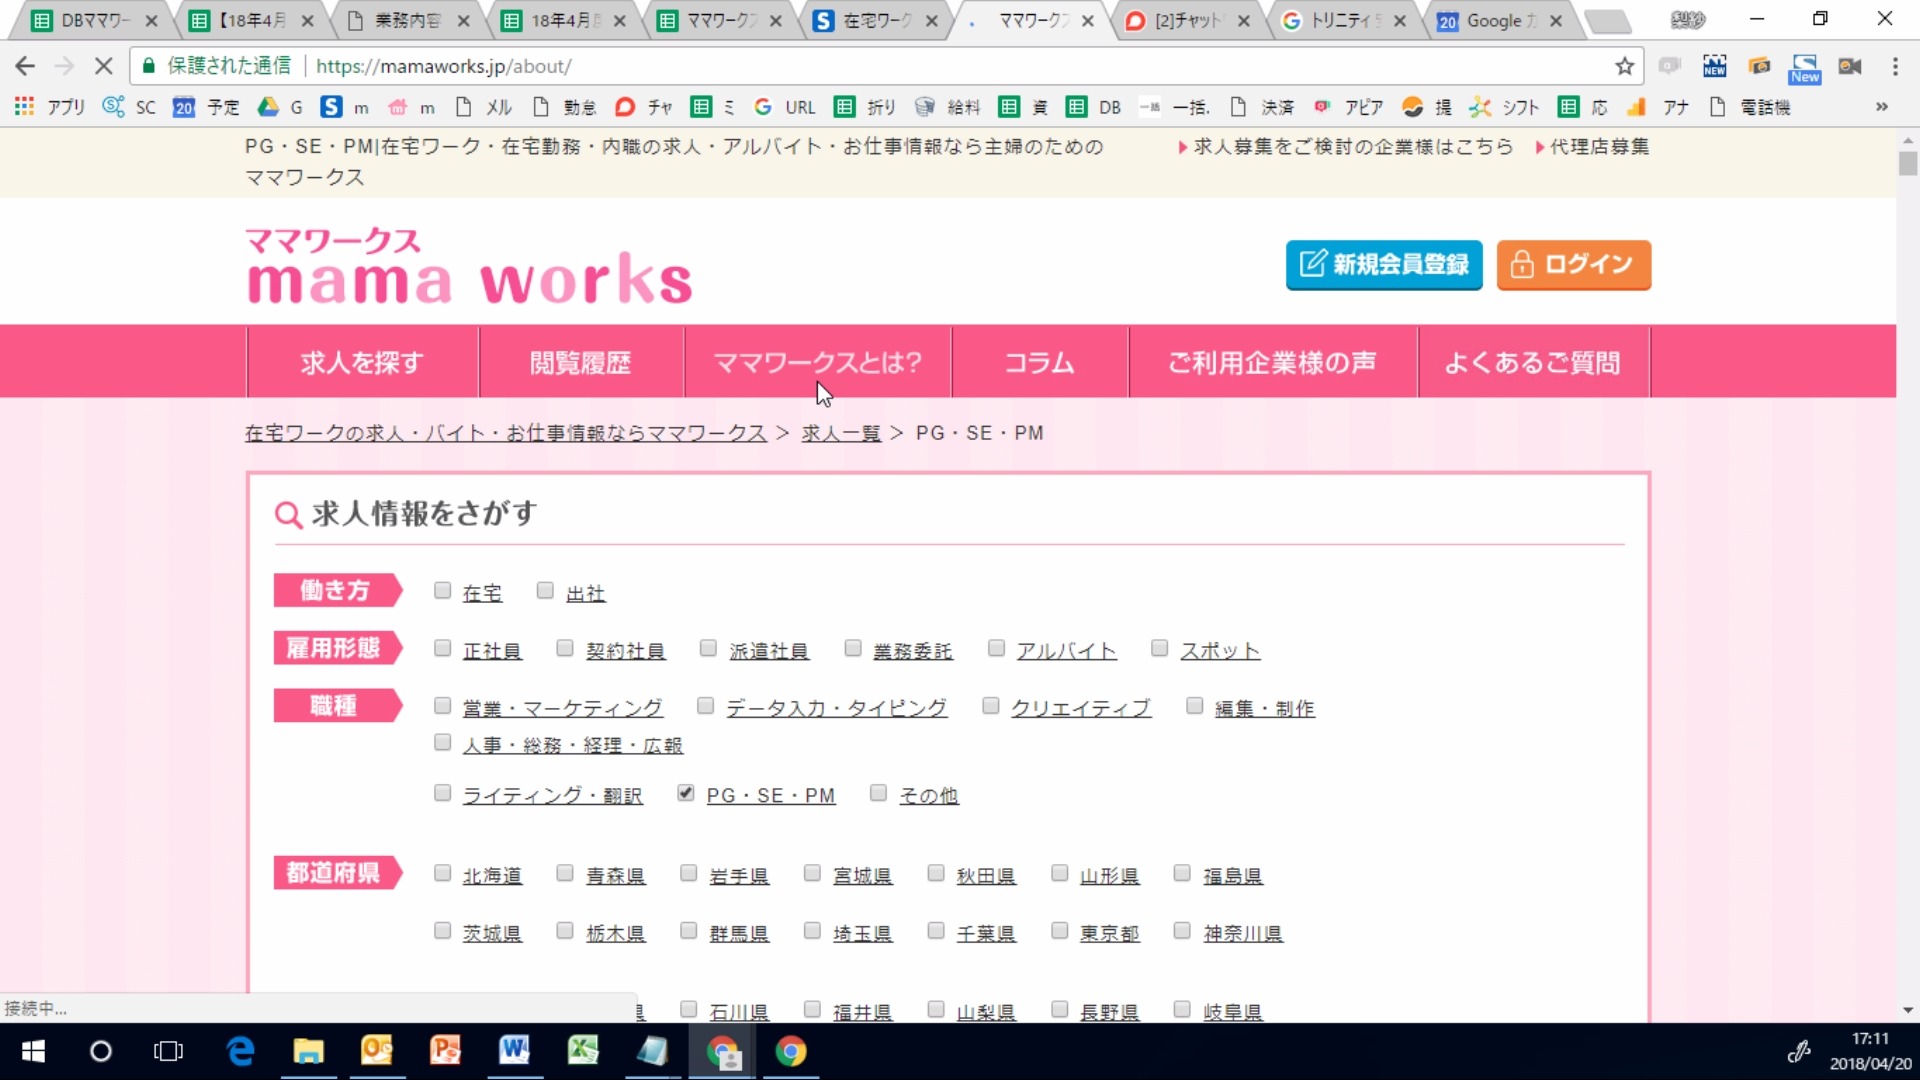 DBママワー
【18年4月
業務内容
18年4月度
ママワークス
在宅ワーク
ママワークス
[2]チャット
トリニティ
Google カ
梨紗
保護された通信 https://mamaworks.jp/about/
アプリ SC 予定 G m m メル 勤怠 チャ ミ URL 折り 給料 資 DB 一括. 決済 アピア 提 シフト 応 アナ 電話機 »
PG・SE・PM|在宅ワーク・在宅勤務・内職の求人・アルバイト・お仕事情報なら主婦のための
ママワークス
求人募集をご検討の企業様はこちら 代理店募集
ママワークス
mama works
新規会員登録 ログイン
求人を探す 閲覧履歴 ママワークスとは? コラム ご利用企業様の声 よくあるご質問
在宅ワークの求人・バイト・お仕事情報ならママワークス > 求人一覧 > PG・SE・PM
求人情報をさがす
働き方 在宅 出社
雇用形態 正社員 契約社員 派遣社員 業務委託 アルバイト スポット
職種 営業・マーケティング データ入力・タイピング クリエイティブ 編集・制作
人事・総務・経理・広報
ライティング・翻訳 PG・SE・PM その他
都道府県 北海道 青森県 岩手県 宮城県 秋田県 山形県 福島県
茨城県 栃木県 群馬県 埼玉県 千葉県 東京都 神奈川県
石川県 福井県 山梨県 長野県 岐阜県
接続中...
17:11
2018/04/20